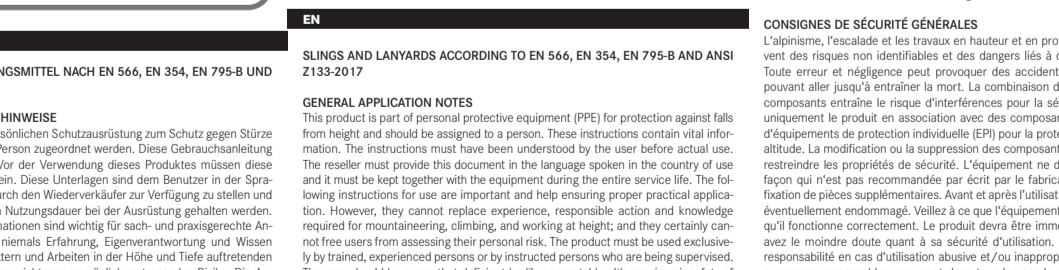 NGSMITTEL NACH EN 566, EN 354, EN 795-B UND
HINWEISE
sönlichen Schutzausrüstung zum Schutz gegen Stürze
Person zugeordnet werden. Diese Gebrauchsanleitung
Vor der Verwendung dieses Produktes müssen diese
ein. Diese Unterlagen sind dem Benutzer in der Spra-
urch den Wiederverkäufer zur Verfügung zu stellen und
n Nutzungsdauer bei der Ausrüstung gehalten werden.
mationen sind wichtig für sach- und praxisgerechte An-
niemals Erfahrung, Eigenverantwortung und Wissen
ttern und Arbeiten in der Höhe und Tiefe auftretenden
EN
SLINGS AND LANYARDS ACCORDING TO EN 566, EN 354, EN 795-B AND ANSI
Z133-2017
GENERAL APPLICATION NOTES
This product is part of personal protective equipment (PPE) for protection against falls
from height and should be assigned to a person. These instructions contain vital infor-
mation. The instructions must have been understood by the user before actual use.
The reseller must provide this document in the language spoken in the country of use
and it must be kept together with the equipment during the entire service life. The fol-
lowing instructions for use are important and help ensuring proper practical applica-
tion. However, they cannot replace experience, responsible action and knowledge
required for mountaineering, climbing, and working at height; and they certainly can-
not free users from assessing their personal risk. The product must be used exclusive-
ly by trained, experienced persons or by instructed persons who are being supervised.
CONSIGNES DE SÉCURITÉ GÉNÉRALES
L'alpinisme, l'escalade et les travaux en hauteur et en pro
vent des risques non identifiables et des dangers liés à
Toute erreur et négligence peut provoquer des accident
pouvant aller jusqu'à entraîner la mort. La combinaison d
composants entraîne le risque d'interférences pour la sé
uniquement le produit en association avec des composan
d'équipements de protection individuelle (EPI) pour la prote
altitude. La modification ou la suppression des composant
restreindre les propriétés de sécurité. L'équipement ne d
façon qui n'est pas recommandée par écrit par le fabrica
fixation de pièces supplémentaires. Avant et après l'utilisat
éventuellement endommagé. Veillez à ce que l'équipement
qu'il fonctionne correctement. Le produit devra être imme
avez le moindre doute quant à sa sécurité d'utilisation.
responsabilité en cas d'utilisation abusive et/ou inapprop